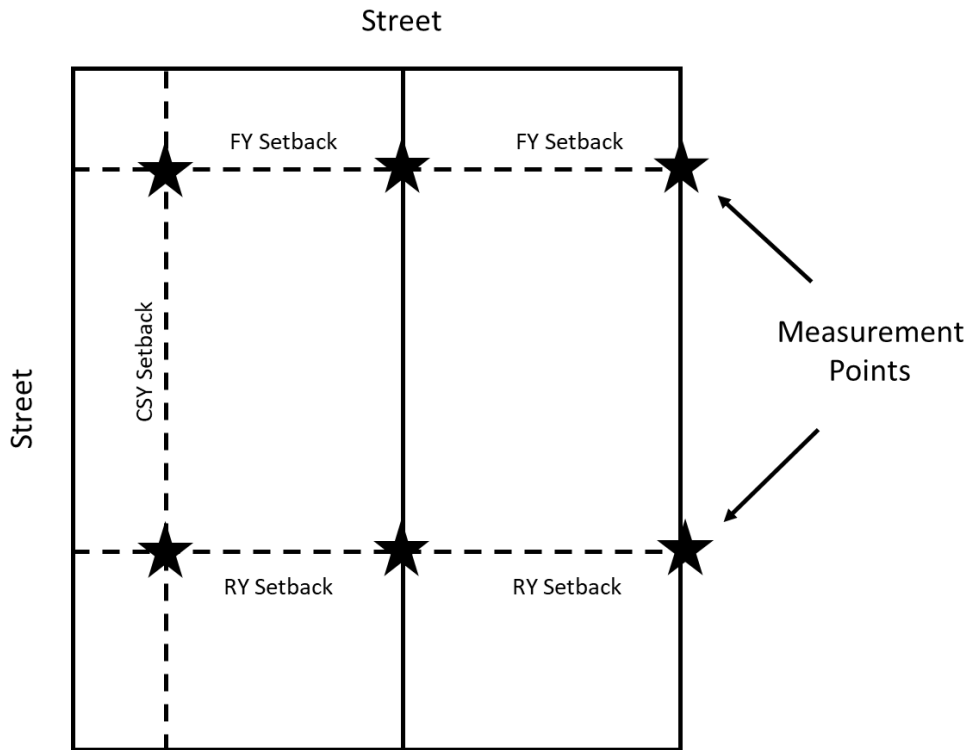 Street
FY Setback
FY Setback
CSY Setback
Street
Measurement
Points
RY Setback
RY Setback